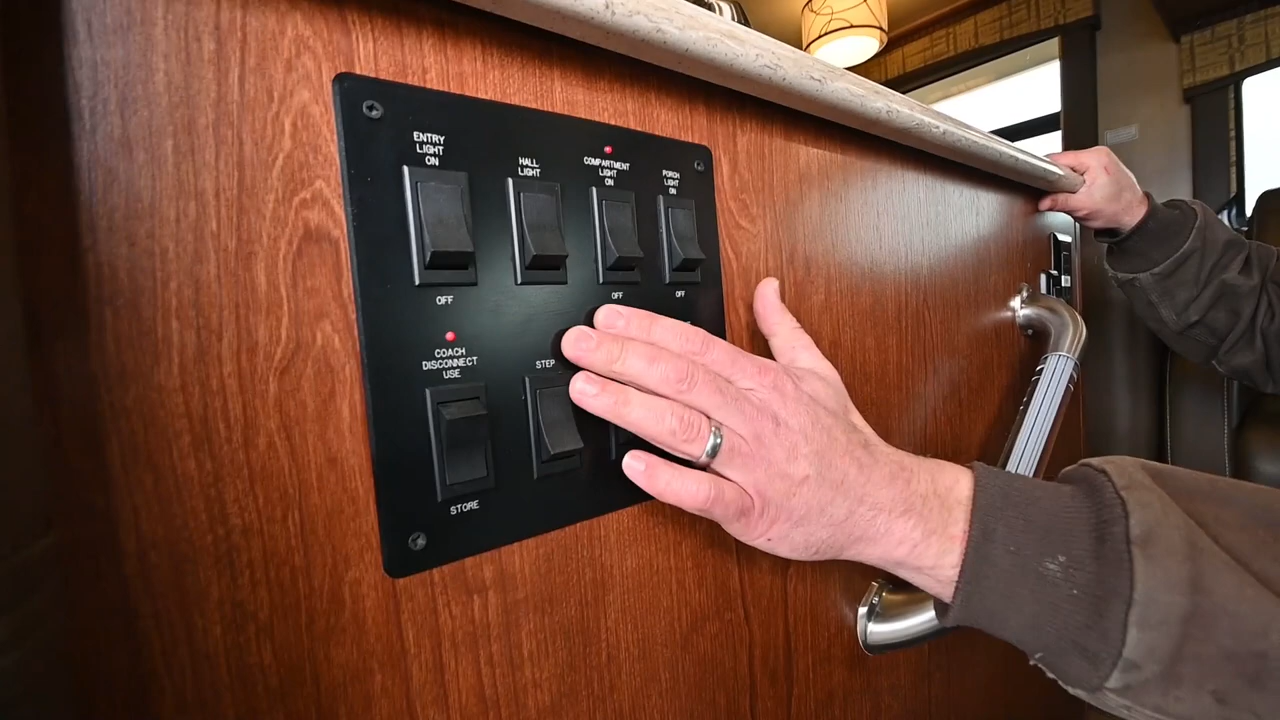 ENTRY
LIGHT
ON
HALL
LIGHT
COMPARTMENT
LIGHT
ON
PORCH
LIGHT
ON
OFF
OFF
OFF
COACH
DISCONNECT
USE
STEP
STORE